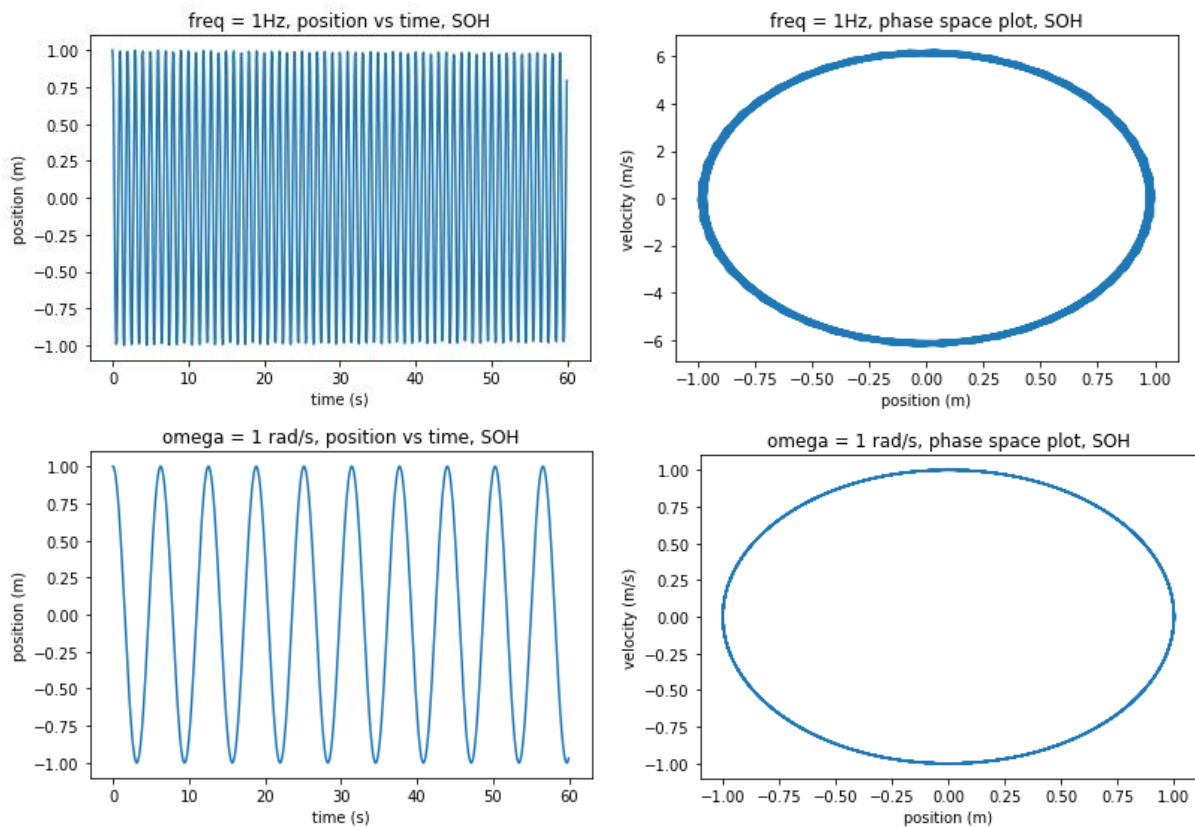 freq = 1Hz, position vs time, SOH
1.00
0.75
0.50
0.25
0.00
−0.25
−0.50
−0.75
−1.00
position (m)
0 10 20 30 40 50 60
time (s)
freq = 1Hz, phase space plot, SOH
6
4
2
0
−2
−4
−6
velocity (m/s)
−1.00 −0.75 −0.50 −0.25 0.00 0.25 0.50 0.75 1.00
position (m)
omega = 1 rad/s, position vs time, SOH
1.00
0.75
0.50
0.25
0.00
−0.25
−0.50
−0.75
−1.00
position (m)
0 10 20 30 40 50 60
time (s)
omega = 1 rad/s, phase space plot, SOH
1.00
0.75
0.50
0.25
0.00
−0.25
−0.50
−0.75
−1.00
velocity (m/s)
−1.00 −0.75 −0.50 −0.25 0.00 0.25 0.50 0.75 1.00
position (m)